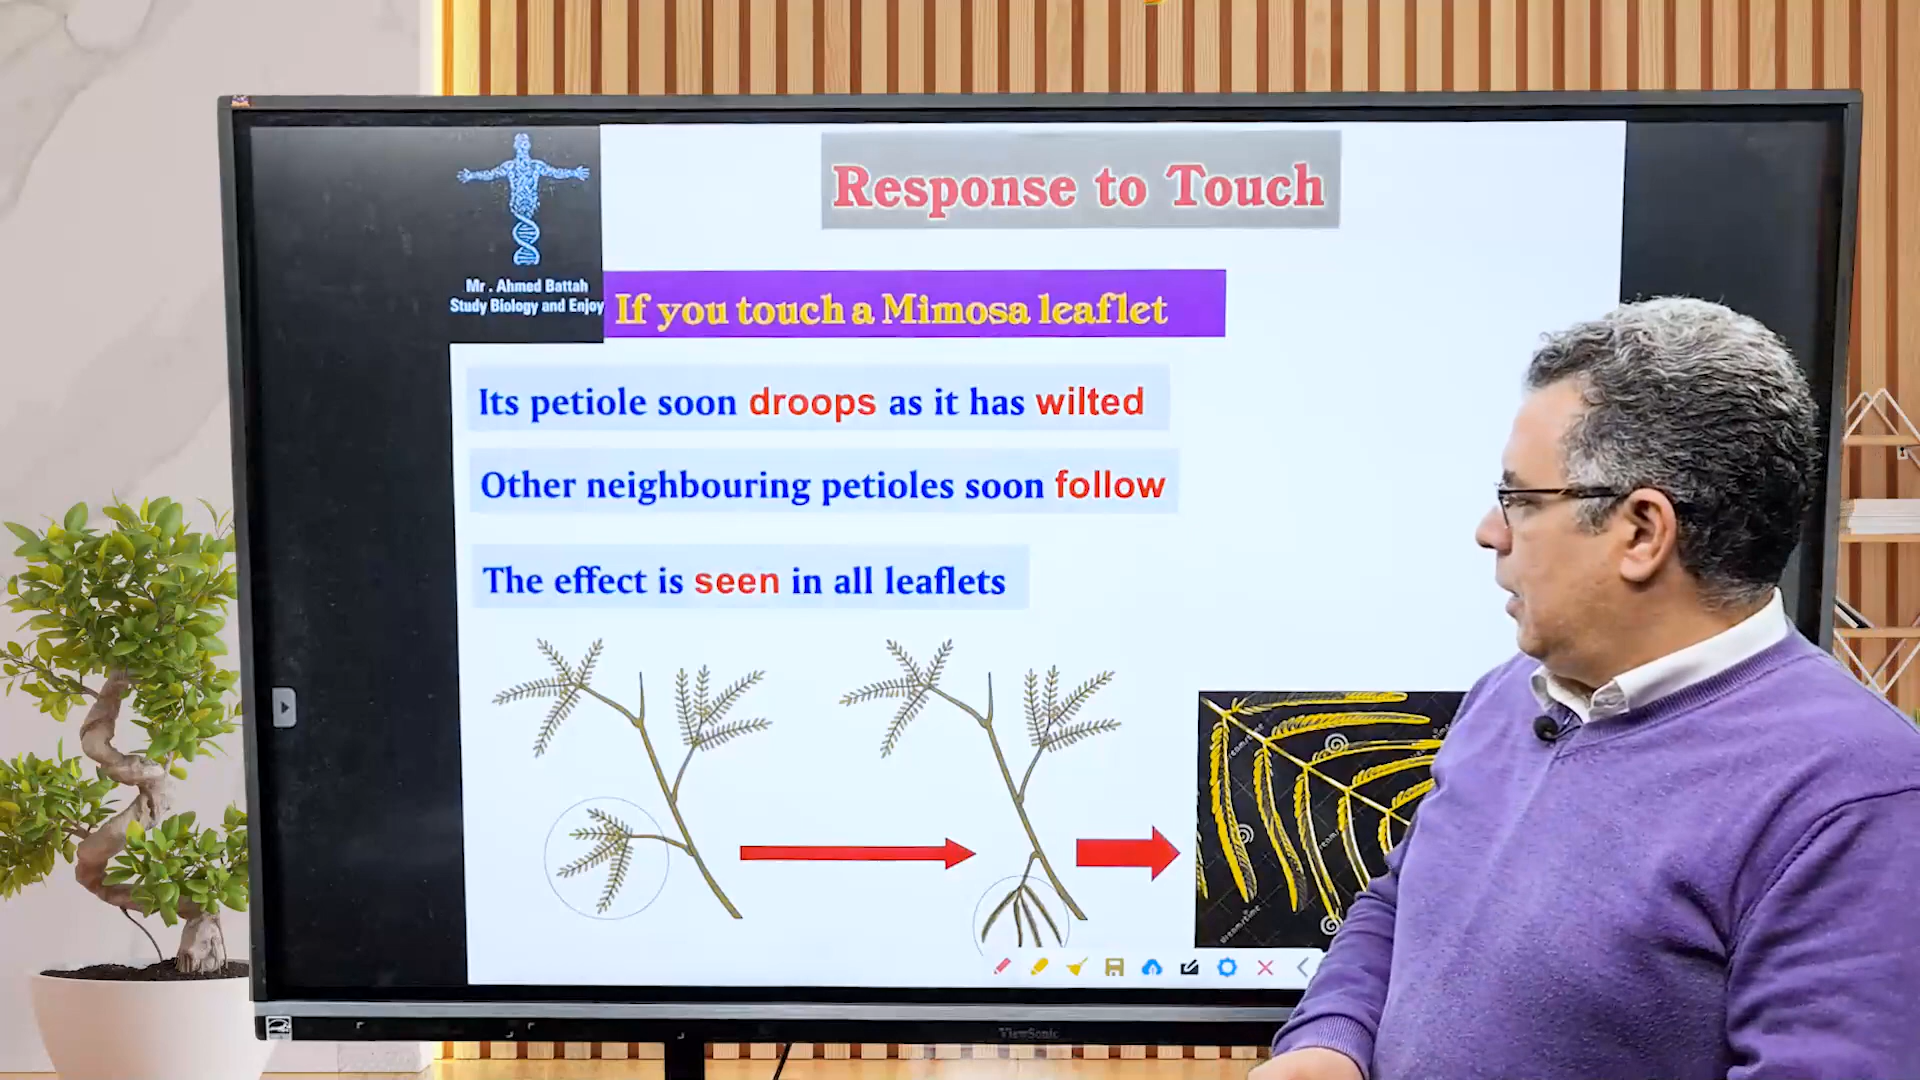 Response to Touch
Mr . Ahmed Battah
Study Biology and Enjoy
If you touch a Mimosa leaflet
Its petiole soon droops as it has wilted
Other neighbouring petioles soon follow
The effect is seen in all leaflets
ViewSonic